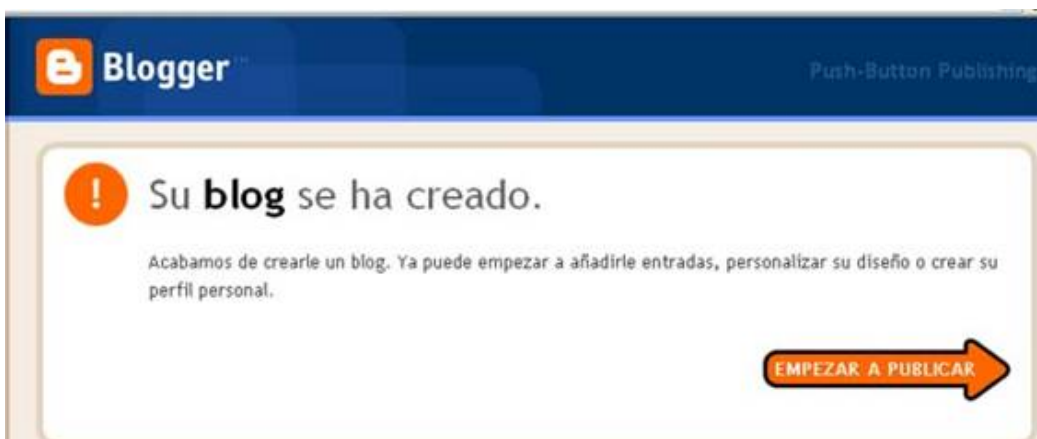 Blogger™
Push-Button Publishing
! Su blog se ha creado.
Acabamos de crearle un blog. Ya puede empezar a añadirle entradas, personalizar su diseño o crear su
perfil personal.
EMPEZAR A PUBLICAR